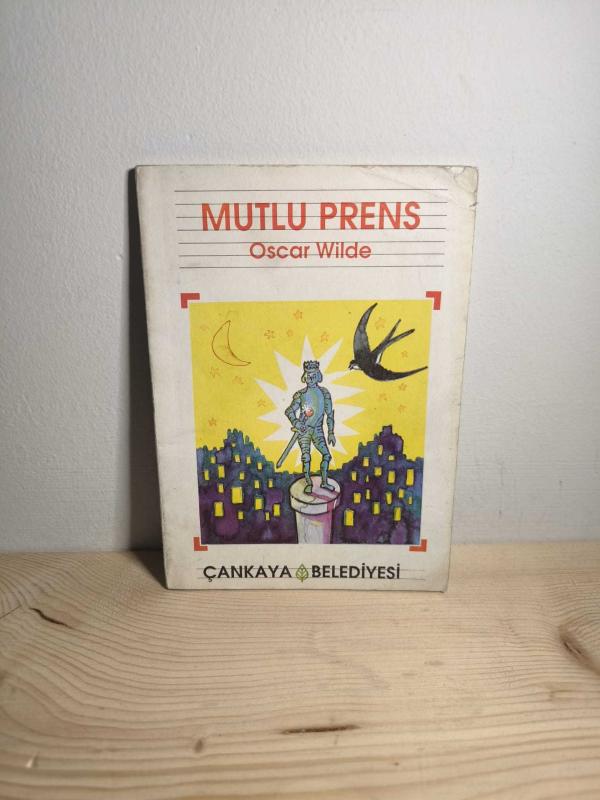 MUTLU PRENS
Oscar Wilde
ÇANKAYA BELEDİYESİ